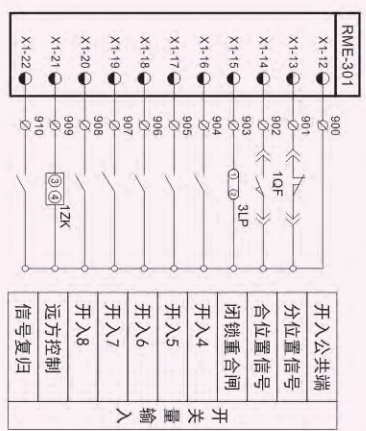 RME-301
X1-12 900 开入公共端
X1-13 901 分位置信号
1QF
X1-14 902 合位置信号
X1-15 903 ① ② 3LP 闭锁重合闸
X1-16 904 开入4
X1-17 905 开入5
X1-18 906 开入6
X1-19 907 开入7
X1-20 908 开入8
X1-21 909 ③ ④ 1ZK 远方控制
X1-22 910 信号复归
开关量输入